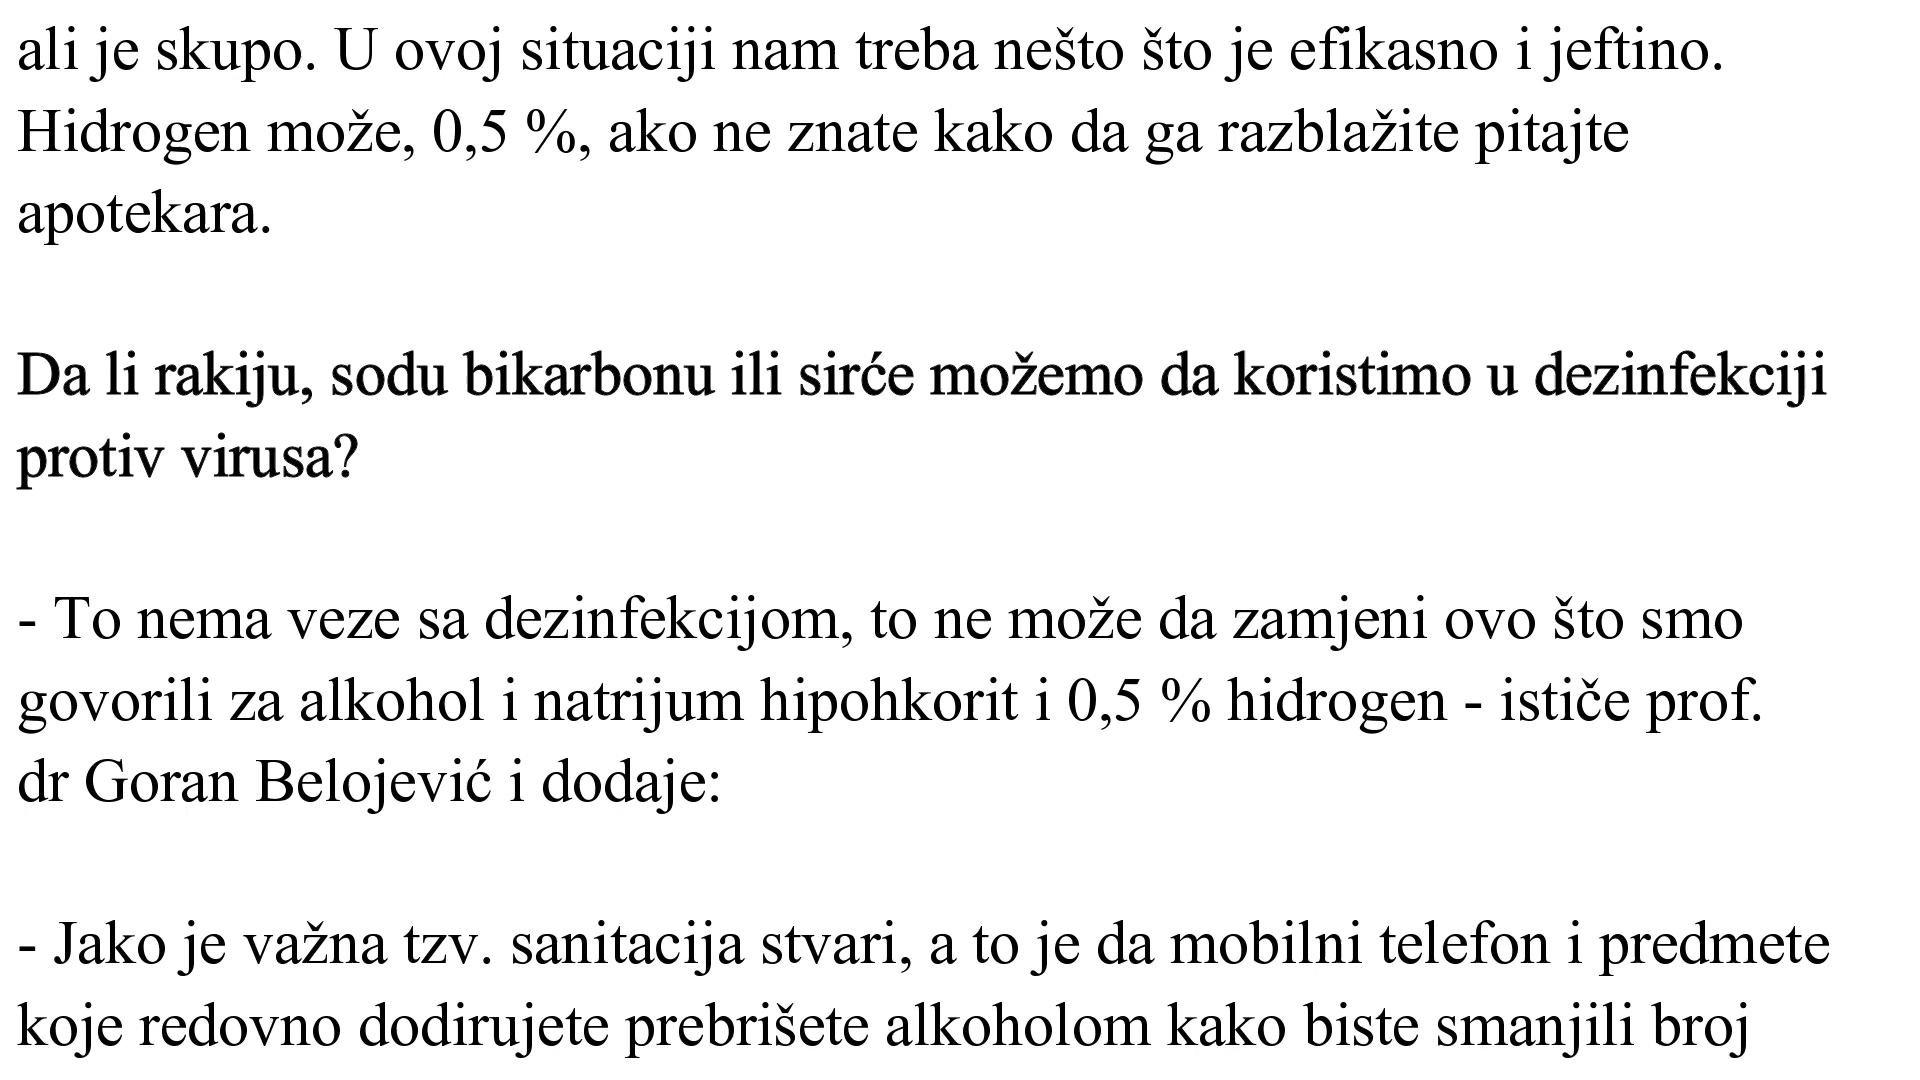 ali je skupo. U ovoj situaciji nam treba nešto što je efikasno i jeftino.
Hidrogen može, 0,5 %, ako ne znate kako da ga razblažite pitajte
apotekara.
Da li rakiju, sodu bikarbonu ili sirće možemo da koristimo u dezinfekciji
protiv virusa?
- To nema veze sa dezinfekcijom, to ne može da zamjeni ovo što smo
govorili za alkohol i natrijum hipohkorit i 0,5 % hidrogen - ističe prof.
dr Goran Belojević i dodaje:
- Jako je važna tzv. sanitacija stvari, a to je da mobilni telefon i predmete
koje redovno dodirujete prebrišete alkoholom kako biste smanjili broj